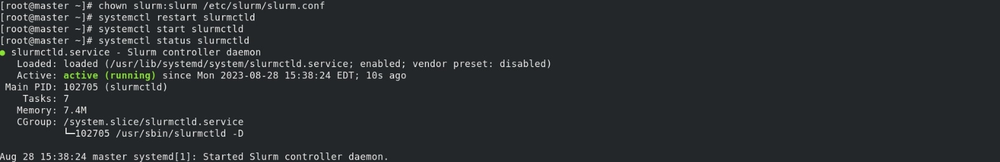 [root@master ~]# chown slurm:slurm /etc/slurm/slurm.conf
[root@master ~]# systemctl restart slurmctld
[root@master ~]# systemctl start slurmctld
[root@master ~]# systemctl status slurmctld
● slurmctld.service - Slurm controller daemon
   Loaded: loaded (/usr/lib/systemd/system/slurmctld.service; enabled; vendor preset: disabled)
   Active: active (running) since Mon 2023-08-28 15:38:24 EDT; 10s ago
 Main PID: 102705 (slurmctld)
    Tasks: 7
   Memory: 7.4M
   CGroup: /system.slice/slurmctld.service
           └─102705 /usr/sbin/slurmctld -D
Aug 28 15:38:24 master systemd[1]: Started Slurm controller daemon.